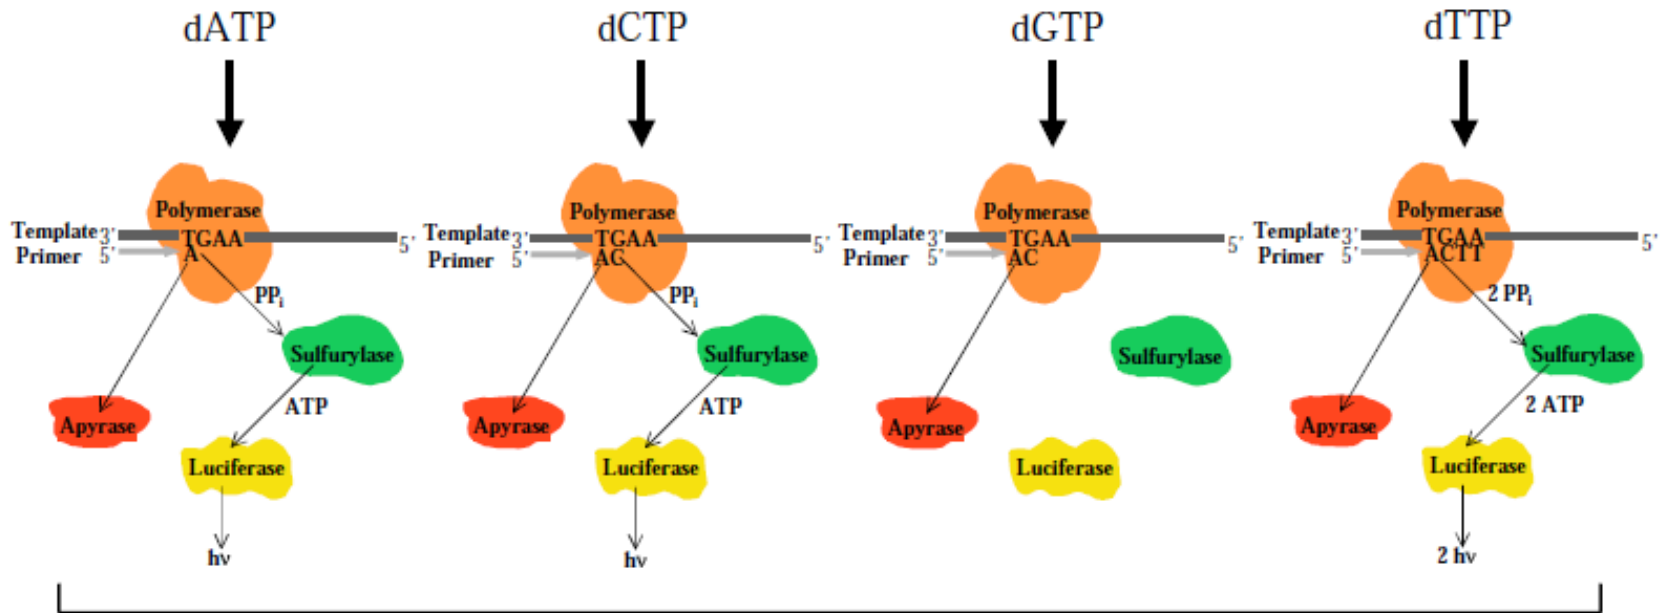 dATP dCTP dGTP dTTP
Polymerase Polymerase Polymerase Polymerase
Template 3’ TGAA 5’ Template 3’ TGAA 5’ Template 3’ TGAA 5’ Template 3’ TGAA 5’
Primer 5’ A Primer 5’ AC Primer 5’ AC Primer 5’ ACTT
PPi PPi 2 PPi
Sulfurylase Sulfurylase Sulfurylase Sulfurylase
ATP ATP 2 ATP
Apyrase Apyrase Apyrase Apyrase
Luciferase Luciferase Luciferase Luciferase
hν hν 2 hν